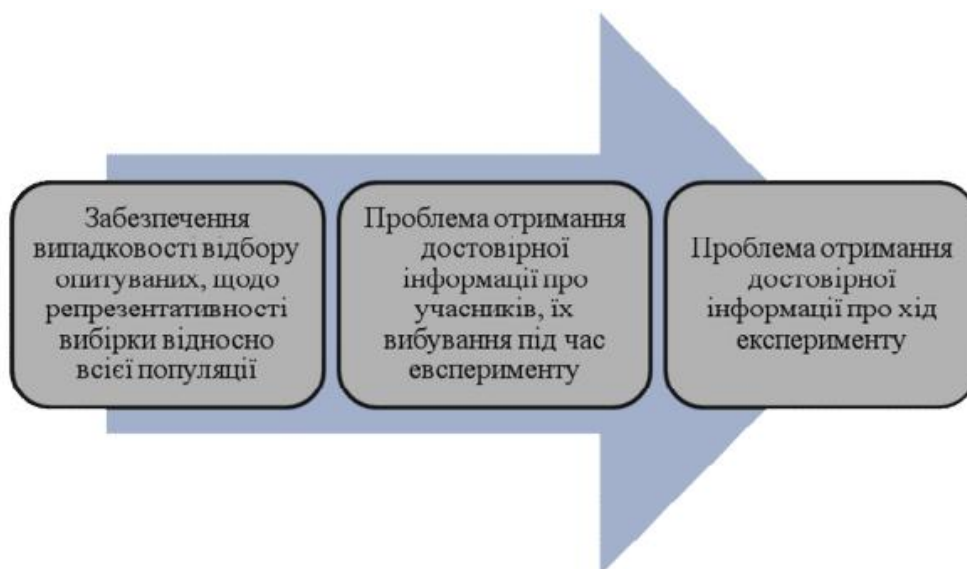 Забезпечення
випадковості відбору
опитуваних, щодо
репрезентативності
вибірки відносно
всієї популяції
Проблема отримання
достовірної
інформації про
учасників, їх
вибування під час
евсперименту
Проблема отримання
достовірної
інформації про хід
експерименту